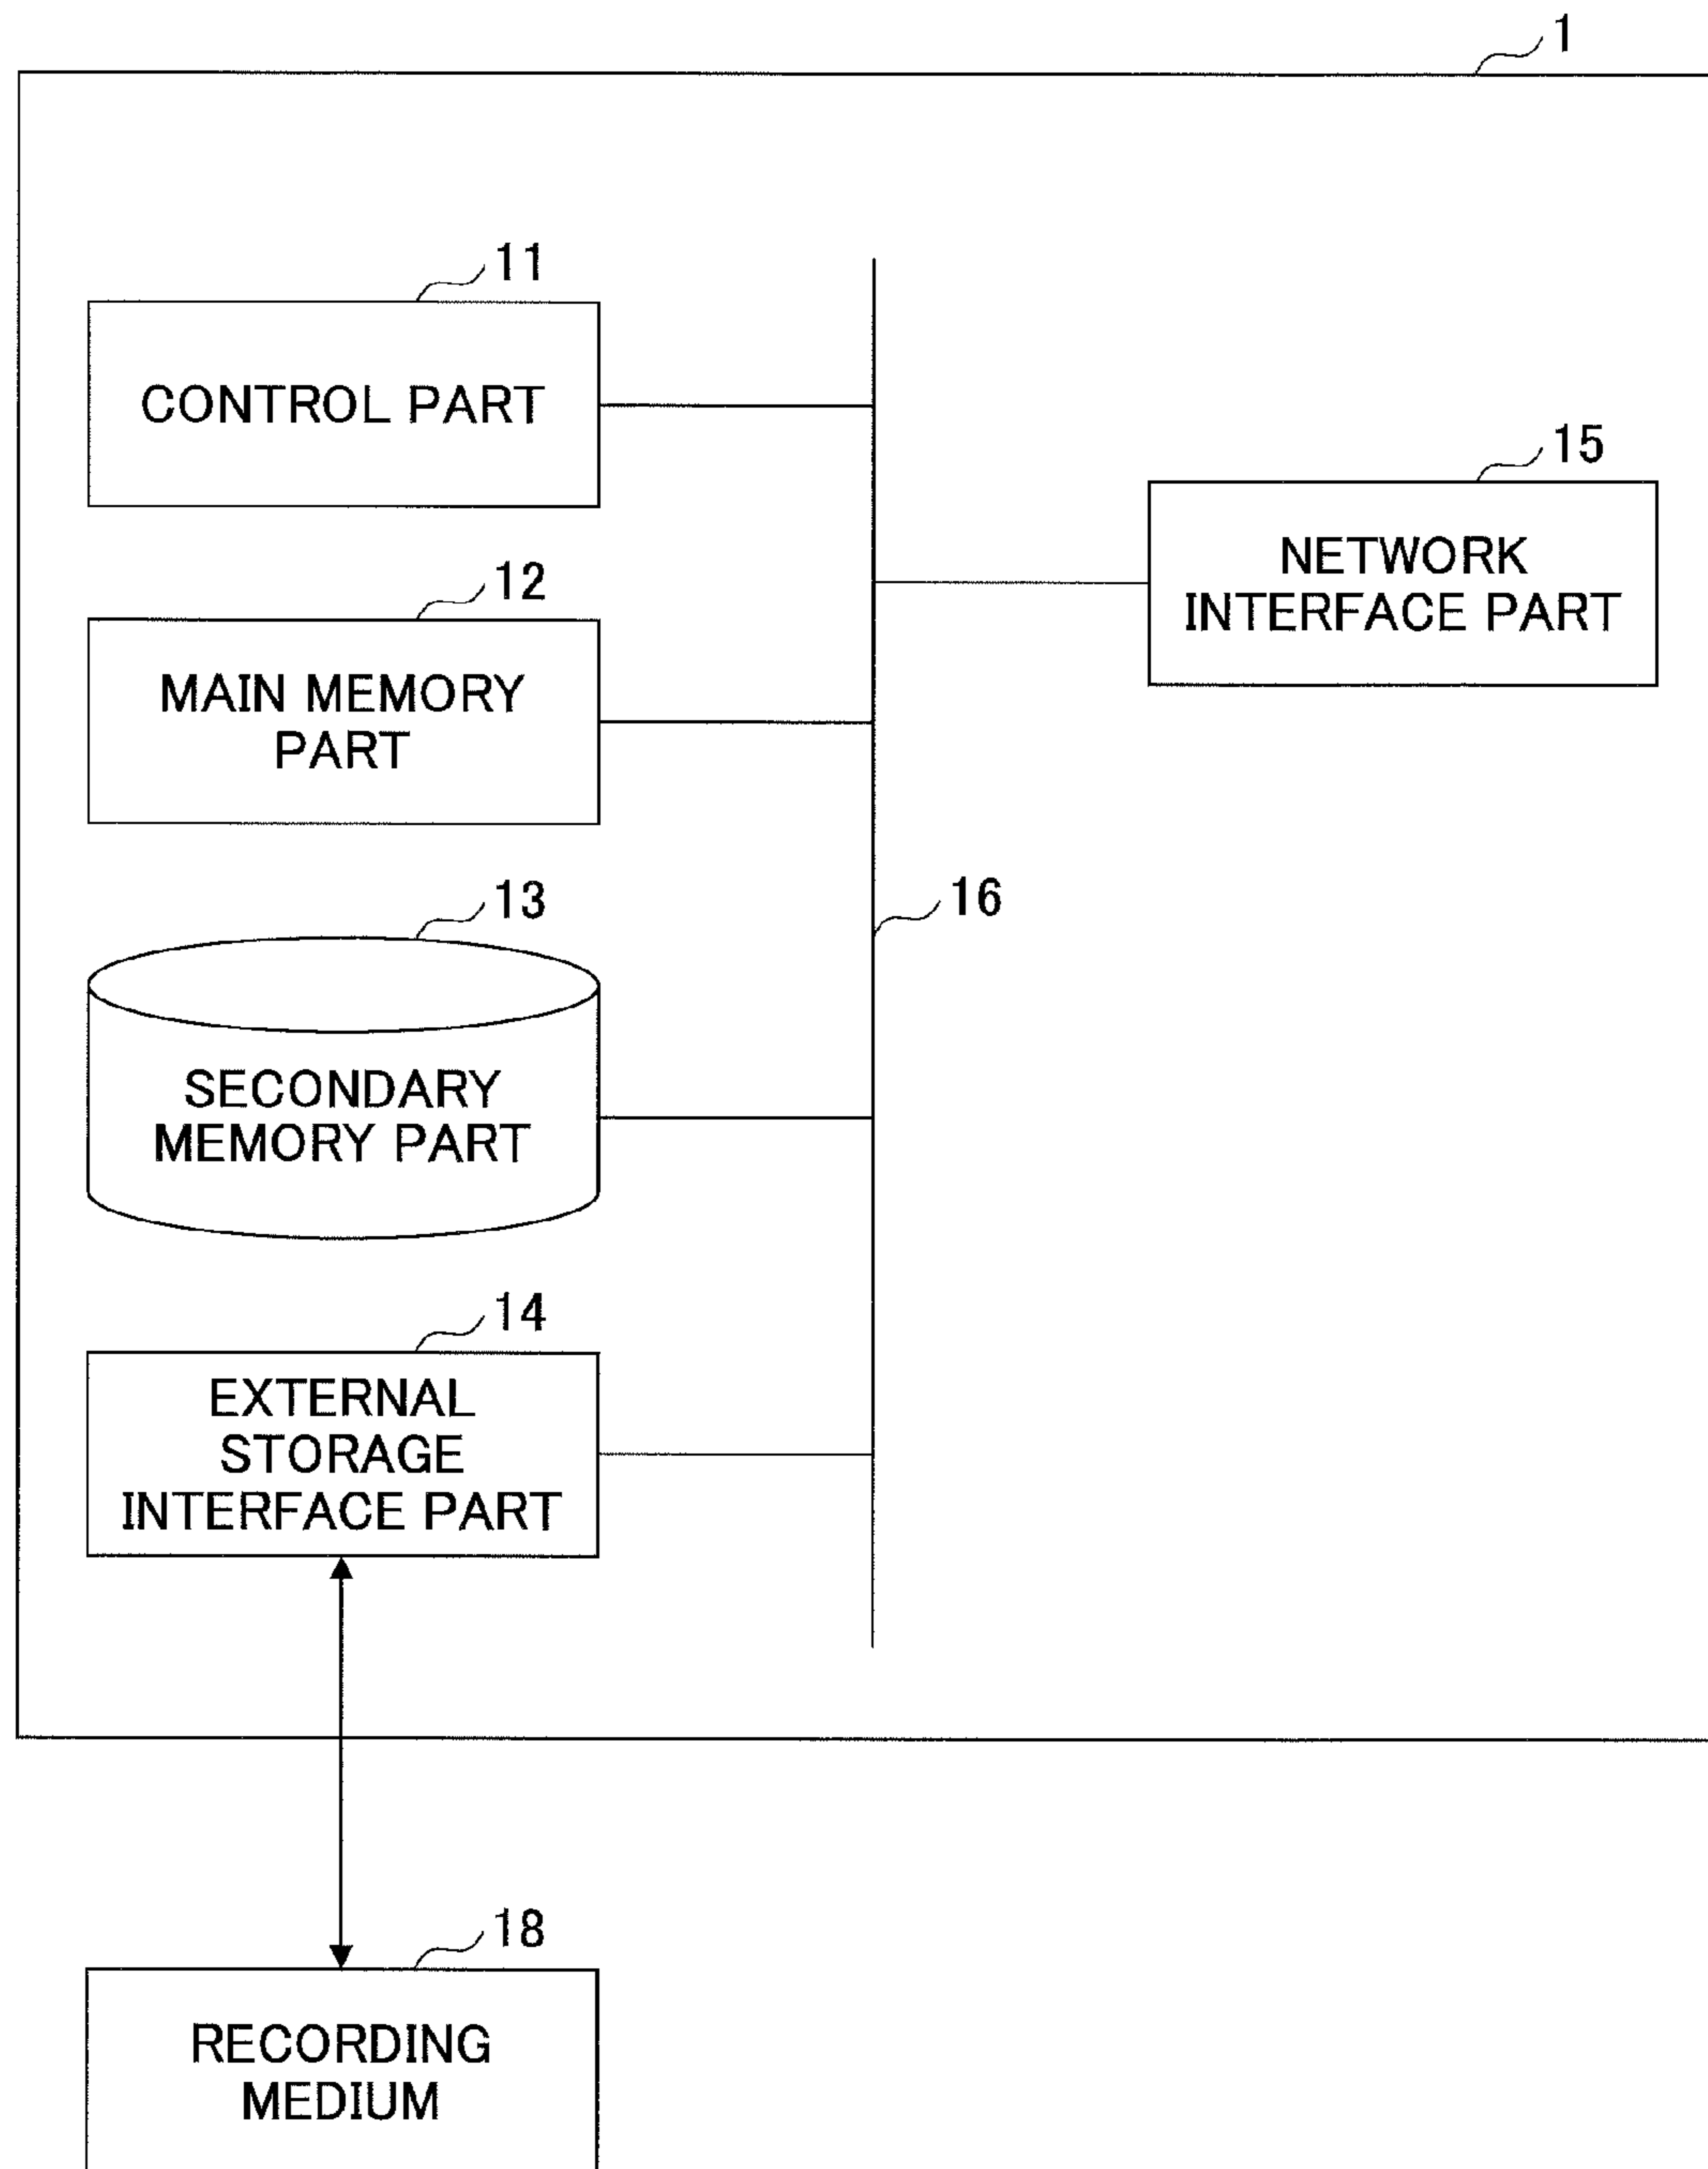 1
11
CONTROL PART
15
NETWORK
INTERFACE PART
12
MAIN MEMORY
PART
13
16
SECONDARY
MEMORY PART
14
EXTERNAL
STORAGE
INTERFACE PART
18
RECORDING
MEDIUM